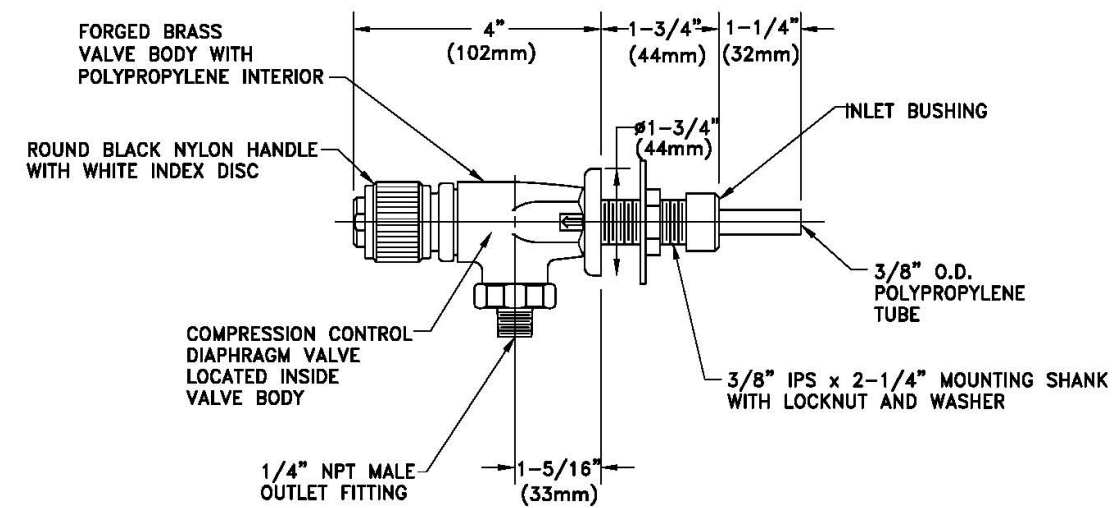 FORGED BRASS
VALVE BODY WITH
POLYPROPYLENE INTERIOR
4"
(102mm)
1-3/4"
(44mm)
1-1/4"
(32mm)
INLET BUSHING
ø1-3/4"
(44mm)
ROUND BLACK NYLON HANDLE
WITH WHITE INDEX DISC
3/8" O.D.
POLYPROPYLENE
TUBE
COMPRESSION CONTROL
DIAPHRAGM VALVE
LOCATED INSIDE
VALVE BODY
3/8" IPS x 2-1/4" MOUNTING SHANK
WITH LOCKNUT AND WASHER
1/4" NPT MALE
OUTLET FITTING
1-5/16"
(33mm)